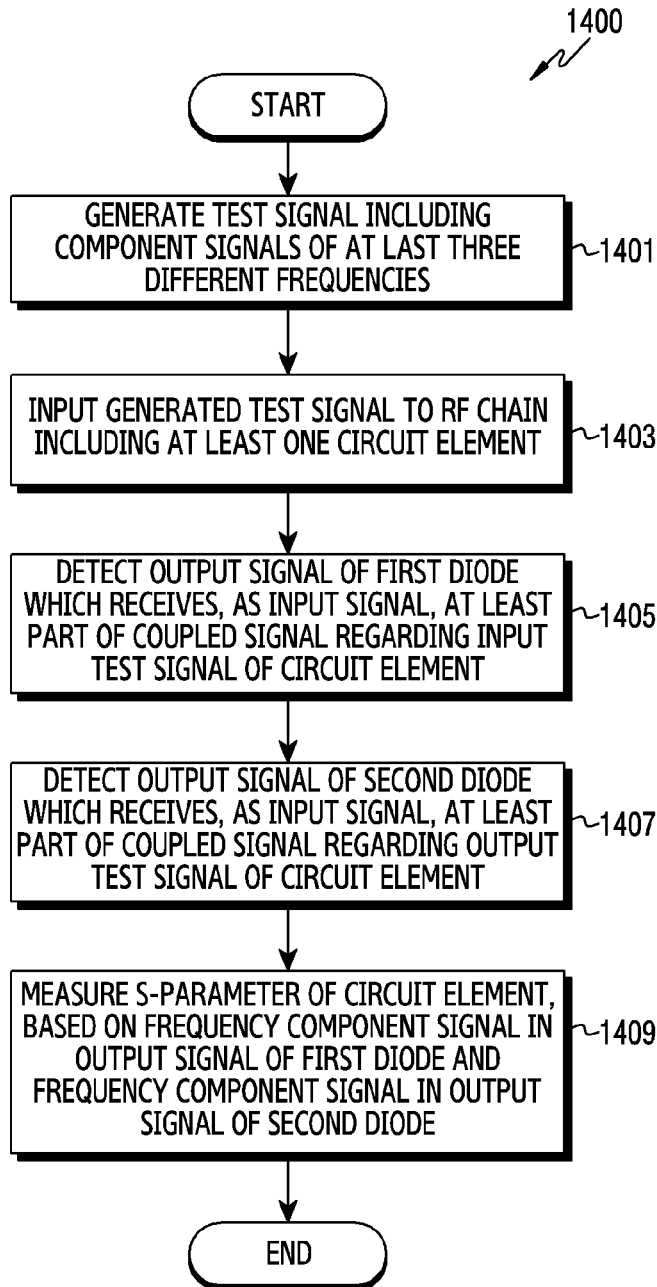 1400
START
GENERATE TEST SIGNAL INCLUDING
COMPONENT SIGNALS OF AT LAST THREE
DIFFERENT FREQUENCIES
1401
INPUT GENERATED TEST SIGNAL TO RF CHAIN
INCLUDING AT LEAST ONE CIRCUIT ELEMENT
1403
DETECT OUTPUT SIGNAL OF FIRST DIODE
WHICH RECEIVES, AS INPUT SIGNAL, AT LEAST
PART OF COUPLED SIGNAL REGARDING INPUT
TEST SIGNAL OF CIRCUIT ELEMENT
1405
DETECT OUTPUT SIGNAL OF SECOND DIODE
WHICH RECEIVES, AS INPUT SIGNAL, AT LEAST
PART OF COUPLED SIGNAL REGARDING OUTPUT
TEST SIGNAL OF CIRCUIT ELEMENT
1407
MEASURE S-PARAMETER OF CIRCUIT ELEMENT,
BASED ON FREQUENCY COMPONENT SIGNAL IN
OUTPUT SIGNAL OF FIRST DIODE AND
FREQUENCY COMPONENT SIGNAL IN OUTPUT
SIGNAL OF SECOND DIODE
1409
END